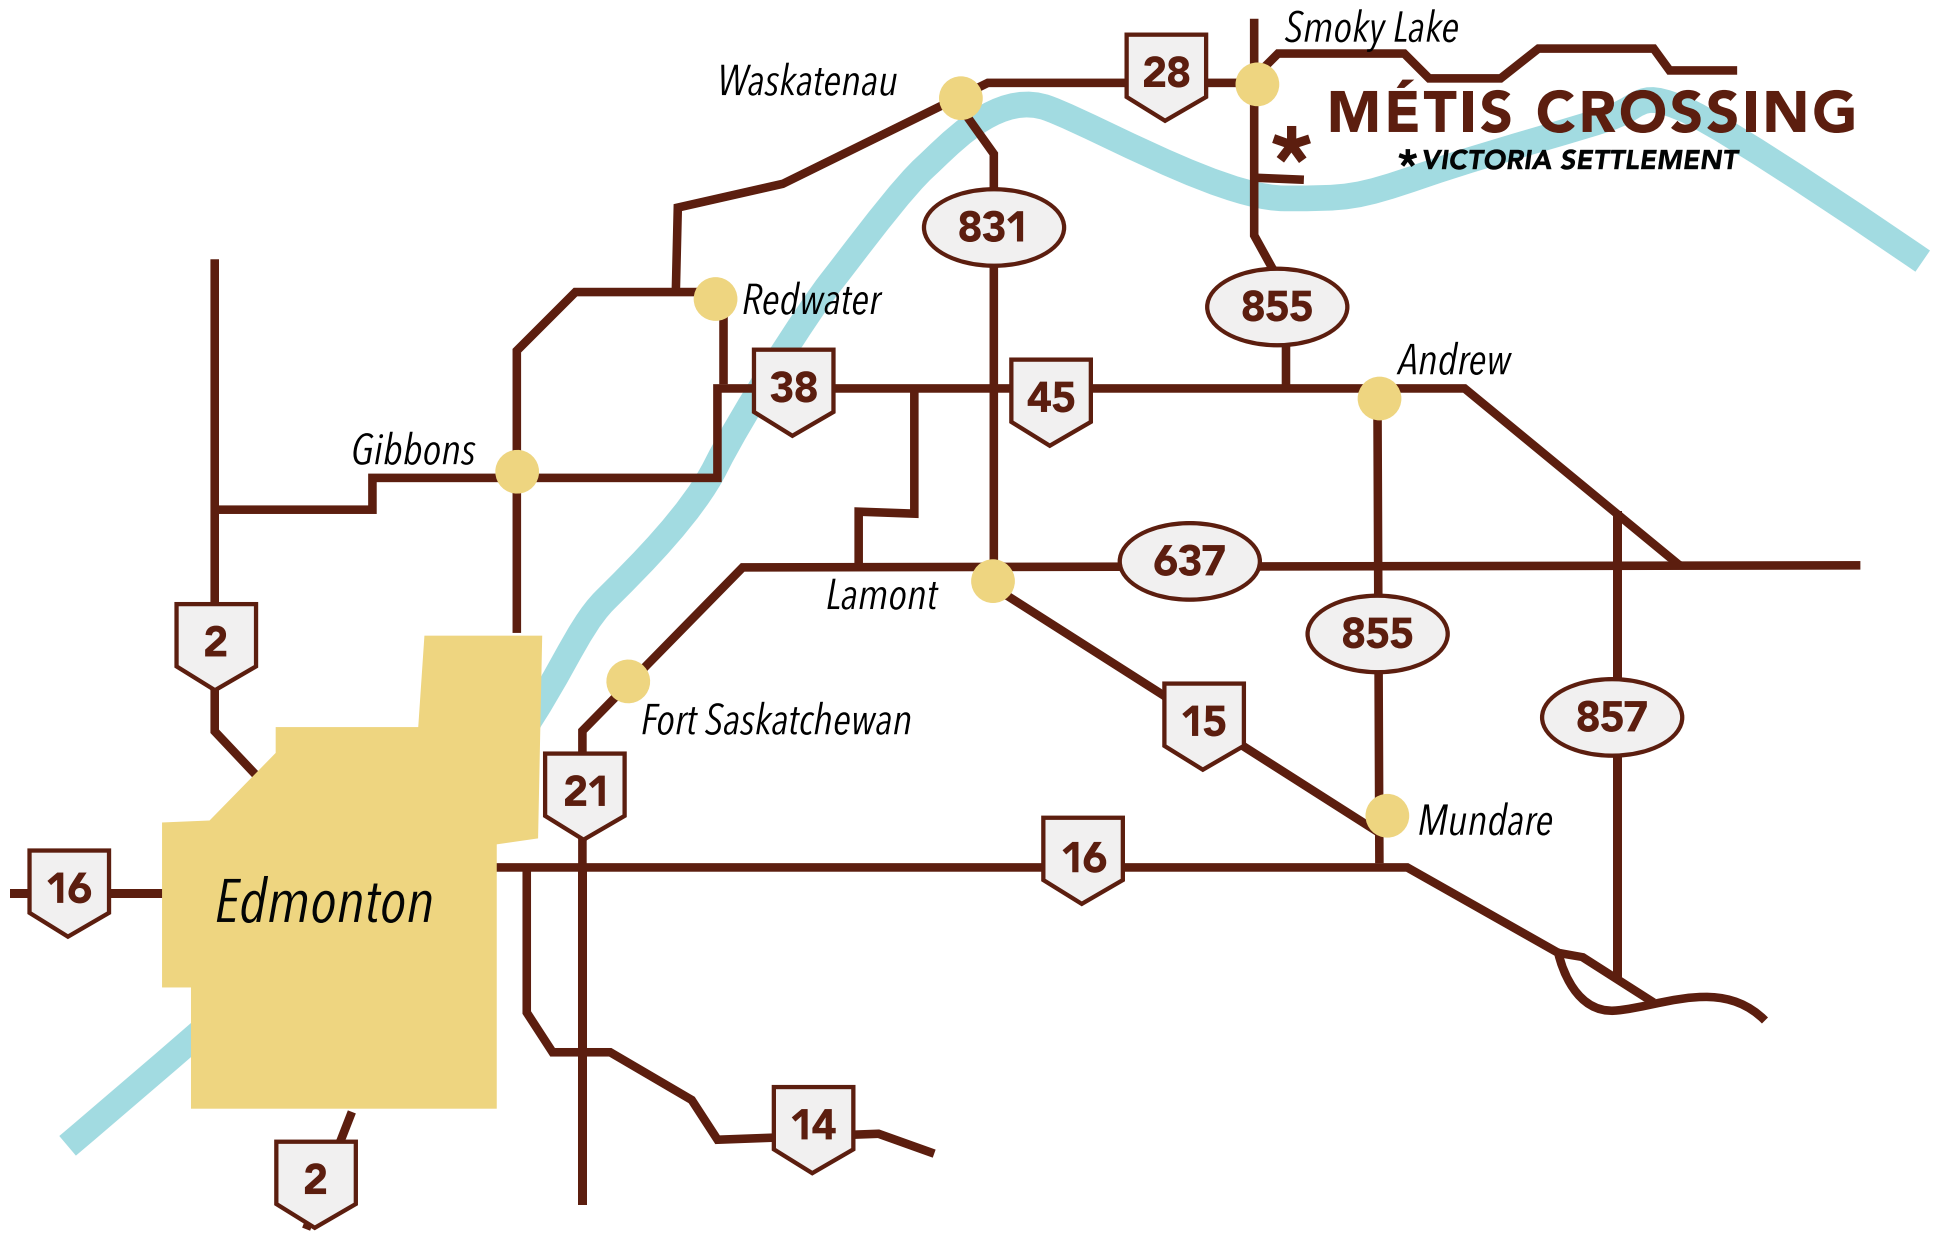 Smoky Lake
28
Waskatenau
MÉTIS CROSSING
*
*VICTORIA SETTLEMENT
831
Redwater
855
Andrew
38
45
Gibbons
637
Lamont
2
855
Fort Saskatchewan
15
857
21
Mundare
16
16
Edmonton
14
2